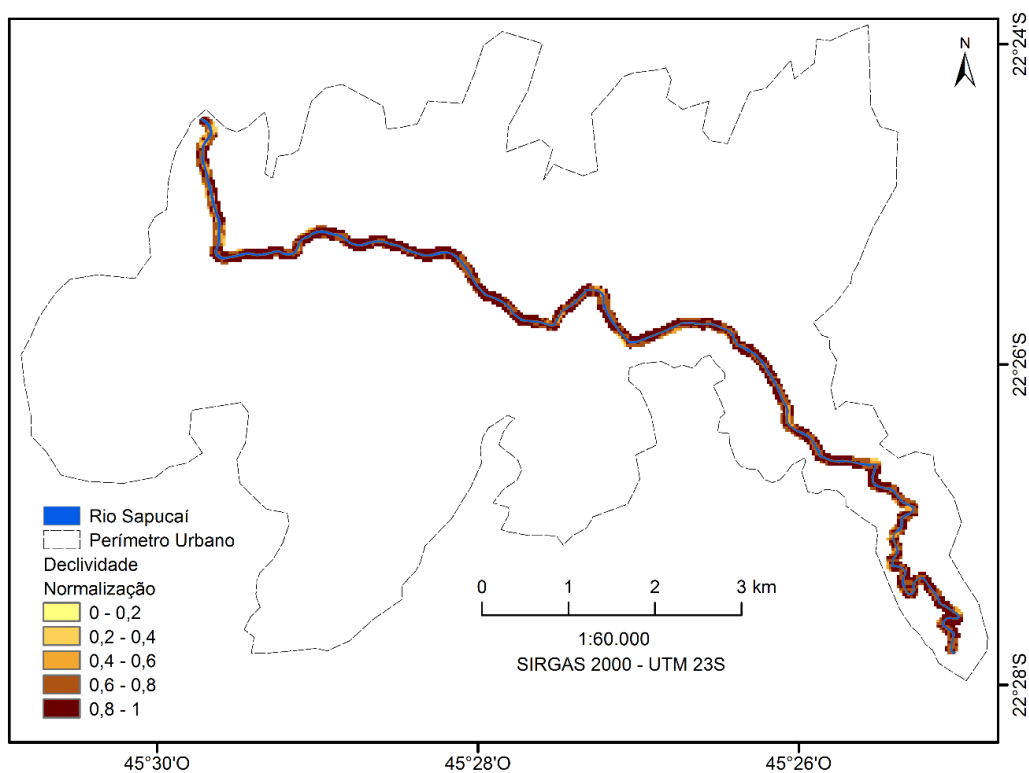 N
22°24'S
22°26'S
22°28'S
Rio Sapucaí
Perímetro Urbano
Declividade
Normalização
0 - 0,2
0,2 - 0,4
0,4 - 0,6
0,6 - 0,8
0,8 - 1
0 1 2 3 km
1:60.000
SIRGAS 2000 - UTM 23S
45°30'O 45°28'O 45°26'O